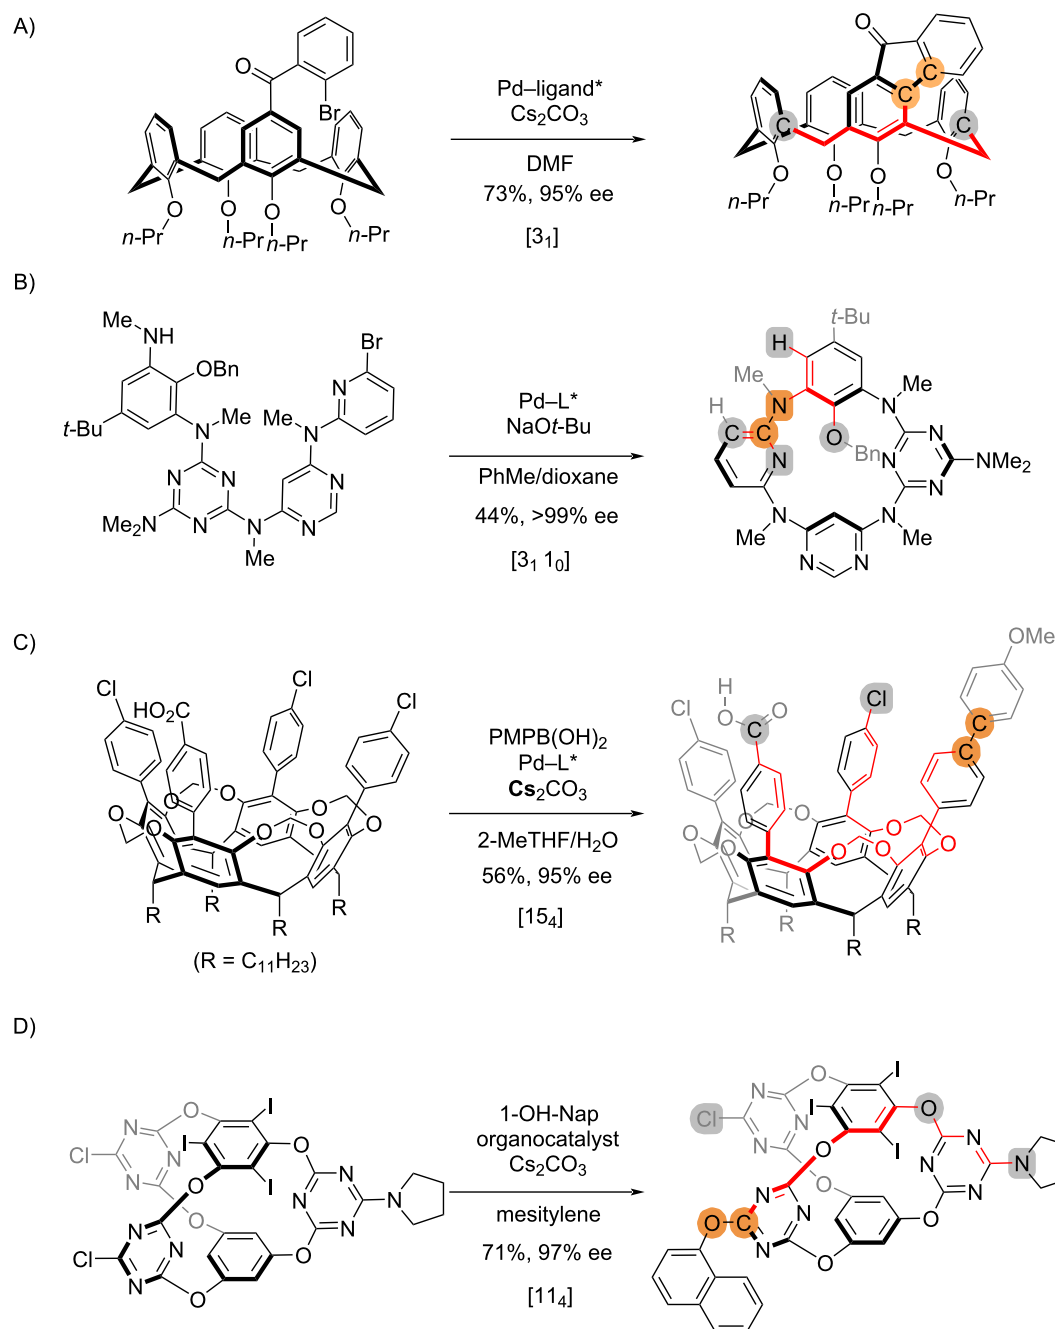 A)
O
Br
O
O
O
O
n-Pr
n-Pr
n-Pr
n-Pr
Pd–ligand*
Cs2CO3
DMF
73%, 95% ee
[3₁]
O
C
C
C
C
O
O
O
O
n-Pr
n-Pr
n-Pr
n-Pr
B)
Me
NH
OBn
t-Bu
N
Me
N
N
N
Me2N
N
Me
Br
N
Me
N
N
N
Pd–L*
NaOt-Bu
PhMe/dioxane
44%, >99% ee
[3₁ 1₀]
t-Bu
H
Me
N
H
C
C
N
O
Bn
N
Me
N
N
N
NMe2
N
Me
N
Me
N
N
C)
Cl
HO2C
Cl
Cl
O
O
O
O
O
O
O
O
R
R
R
R
(R = C11H23)
PMPB(OH)2
Pd–L*
Cs2CO3
2-MeTHF/H2O
56%, 95% ee
[15₄]
OMe
H
O
O
C
Cl
Cl
C
C
O
O
O
O
O
O
O
O
R
R
R
R
D)
O
I
I
I
N
N
N
Cl
O
O
N
N
N
N
O
N
N
N
Cl
O
O
1-OH-Nap
organocatalyst
Cs2CO3
mesitylene
71%, 97% ee
[11₄]
O
I
I
I
N
N
N
Cl
O
O
N
N
N
N
O
N
N
N
O
C
O
O